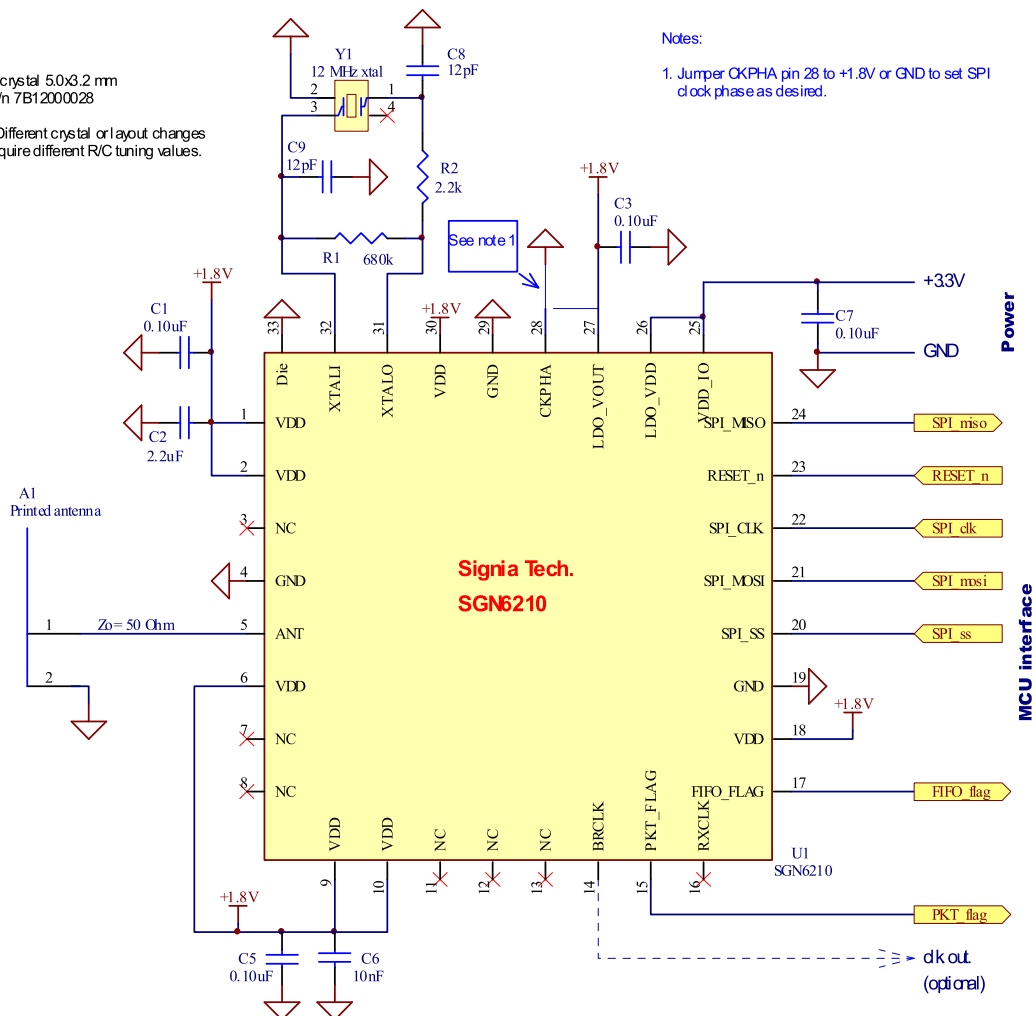 crystal 5.0x3.2 mm
/n 7B12000028
Different crystal or layout changes
quire different R/C tuning values.
Y1
12 MHz xtal
2
1
3
4
C8
12pF
C9
12pF
R2
2.2k
R1
680k
Notes:
1. Jumper CKPHA pin 28 to +1.8V or GND to set SPI
clock phase as desired.
See note 1
+1.8V
C3
0.10uF
+1.8V
C1
0.10uF
C2
2.2uF
+1.8V
+3.3V
C7
0.10uF
GND
Power
33
32
31
30
29
28
27
26
25
Die
XTALI
XTALO
VDD
GND
CKPHA
LDO_VOUT
LDO_VDD
VDD_IO
1
VDD
2
VDD
3
NC
4
GND
5
ANT
6
VDD
7
NC
8
NC
A1
Printed antenna
1
Zo= 50 Ohm
2
Signia Tech.
SGN6210
SPI_MISO
24
SPI_miso
RESET_n
23
RESET_n
SPI_CLK
22
SPI_clk
SPI_MOSI
21
SPI_mosi
SPI_SS
20
SPI_ss
GND
19
+1.8V
VDD
18
FIFO_FLAG
17
FIFO_flag
MCU interface
VDD
VDD
NC
NC
NC
BRCLK
PKT_FLAG
RXCLK
9
10
11
12
13
14
15
16
U1
SGN6210
+1.8V
C5
0.10uF
C6
10nF
PKT_flag
clk out.
(optional)